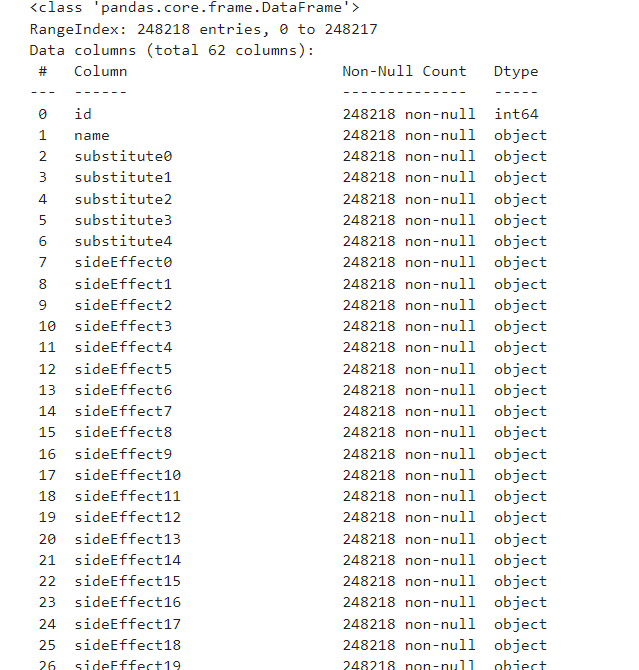 <class 'pandas.core.frame.DataFrame'>
RangeIndex: 248218 entries, 0 to 248217
Data columns (total 62 columns):
 #   Column                        Non-Null Count   Dtype
---  ------                        --------------   -----
 0   id                            248218 non-null  int64
 1   name                          248218 non-null  object
 2   substitute0                   248218 non-null  object
 3   substitute1                   248218 non-null  object
 4   substitute2                   248218 non-null  object
 5   substitute3                   248218 non-null  object
 6   substitute4                   248218 non-null  object
 7   sideEffect0                   248218 non-null  object
 8   sideEffect1                   248218 non-null  object
 9   sideEffect2                   248218 non-null  object
 10  sideEffect3                   248218 non-null  object
 11  sideEffect4                   248218 non-null  object
 12  sideEffect5                   248218 non-null  object
 13  sideEffect6                   248218 non-null  object
 14  sideEffect7                   248218 non-null  object
 15  sideEffect8                   248218 non-null  object
 16  sideEffect9                   248218 non-null  object
 17  sideEffect10                  248218 non-null  object
 18  sideEffect11                  248218 non-null  object
 19  sideEffect12                  248218 non-null  object
 20  sideEffect13                  248218 non-null  object
 21  sideEffect14                  248218 non-null  object
 22  sideEffect15                  248218 non-null  object
 23  sideEffect16                  248218 non-null  object
 24  sideEffect17                  248218 non-null  object
 25  sideEffect18                  248218 non-null  object
 26  sideEffect19                  248218 non-null  object